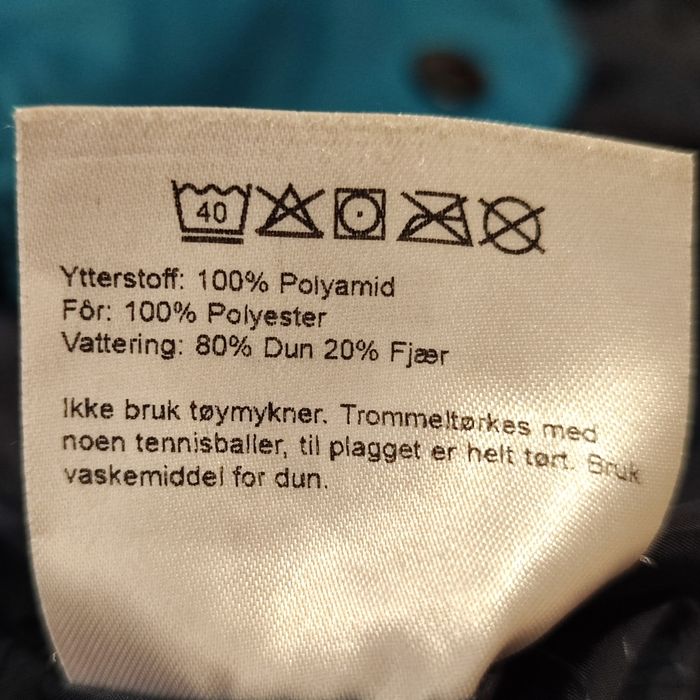 40
Ytterstoff: 100% Polyamid
Fôr: 100% Polyester
Vattering: 80% Dun 20% Fjær
Ikke bruk tøymykner. Trommeltørkes med
noen tennisballer, til plagget er helt tørt. Bruk
vaskemiddel for dun.